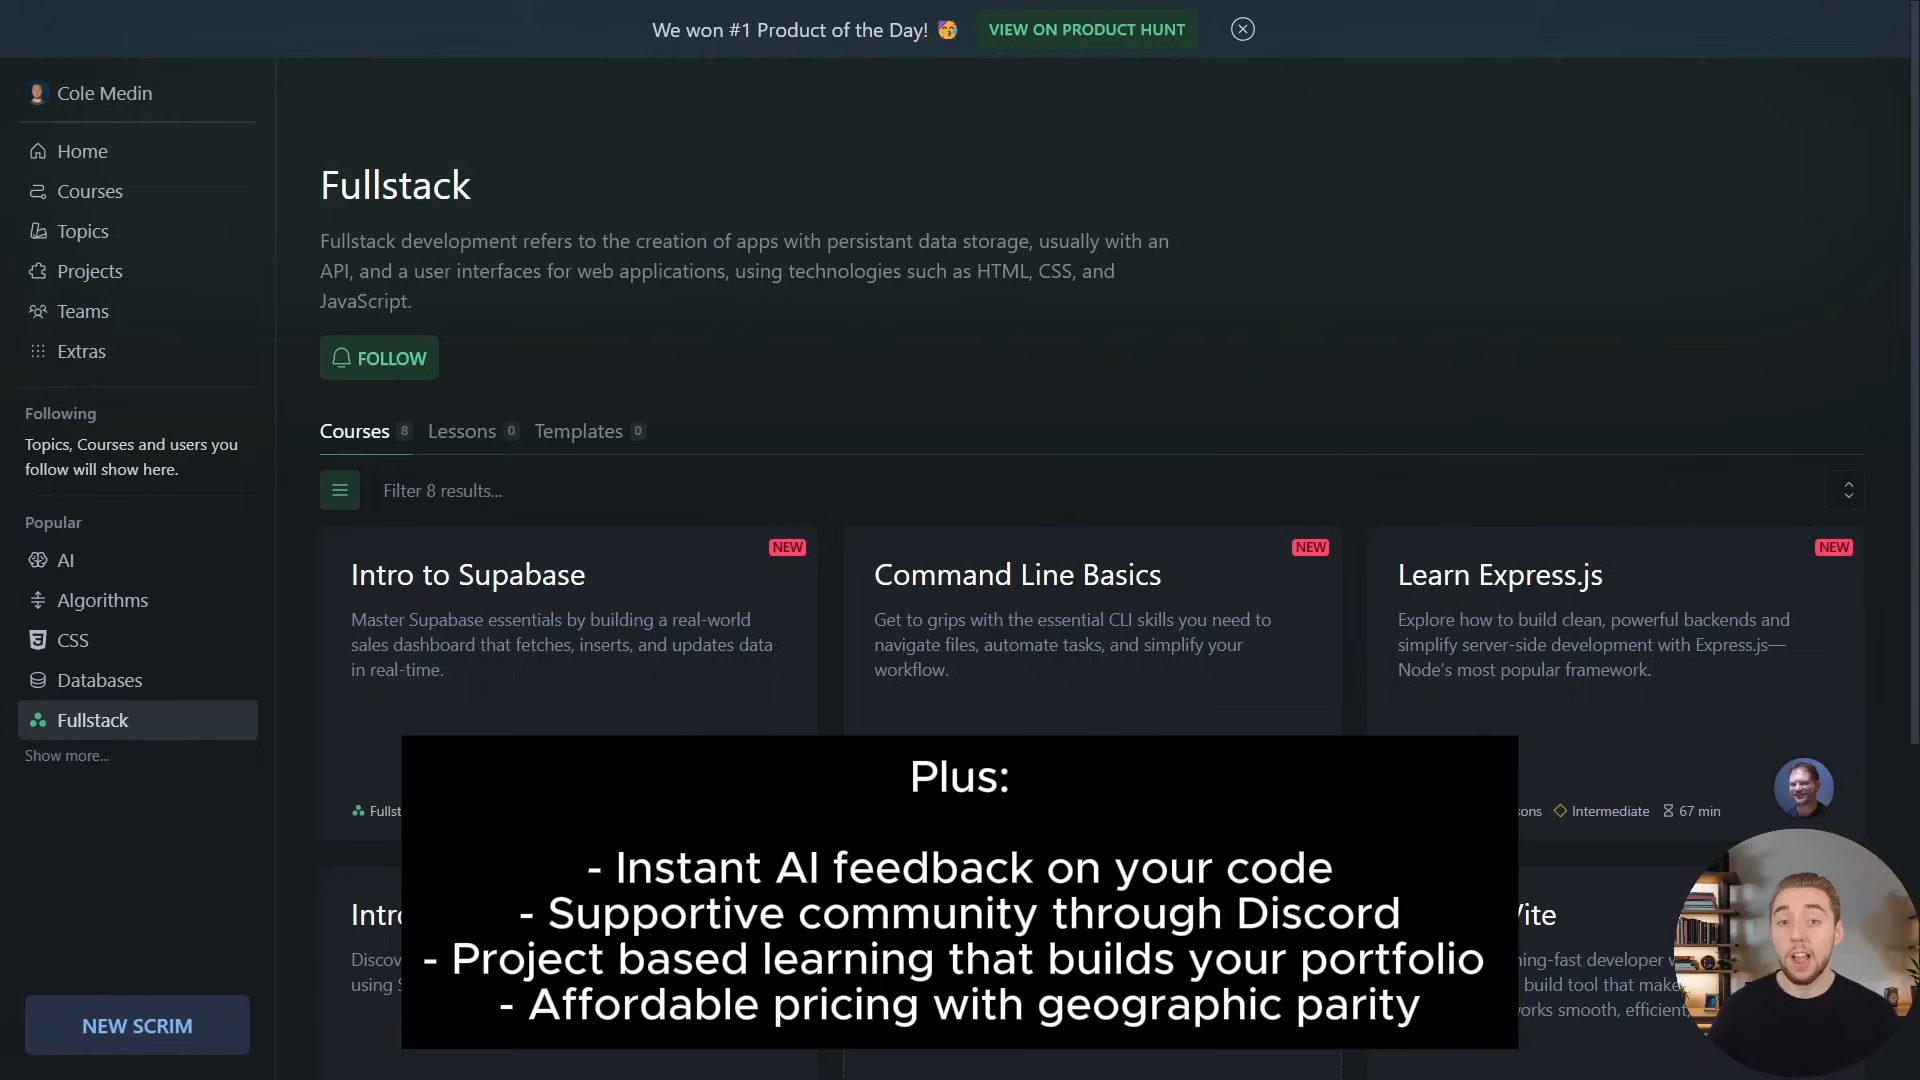 We won #1 Product of the Day! 🥳
VIEW ON PRODUCT HUNT
Cole Medin
Home
Courses
Topics
Projects
Teams
Extras
Following
Topics, Courses and users you
follow will show here.
Popular
AI
Algorithms
CSS
Databases
Fullstack
Show more...
NEW SCRIM
Fullstack
Fullstack development refers to the creation of apps with persistant data storage, usually with an
API, and a user interfaces for web applications, using technologies such as HTML, CSS, and
JavaScript.
FOLLOW
Courses 8 Lessons 0 Templates 0
Filter 8 results...
NEW
Intro to Supabase
Master Supabase essentials by building a real-world
sales dashboard that fetches, inserts, and updates data
in real-time.
NEW
Command Line Basics
Get to grips with the essential CLI skills you need to
navigate files, automate tasks, and simplify your
workflow.
NEW
Learn Express.js
Explore how to build clean, powerful backends and
simplify server-side development with Express.js—
Node's most popular framework.
Intermediate 67 min
Plus:
- Instant AI feedback on your code
- Supportive community through Discord
- Project based learning that builds your portfolio
- Affordable pricing with geographic parity
build tool that make
smooth, efficient,
using